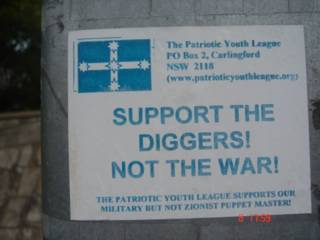 The Patriotic Youth League
PO Box 2, Carlingford
NSW 2118
(www.patrioticyouthleague.org)
SUPPORT THE
DIGGERS!
NOT THE WAR!
THE PATRIOTIC YOUTH LEAGUE SUPPORTS OUR
MILITARY BUT NOT ZIONIST PUPPET MASTER!